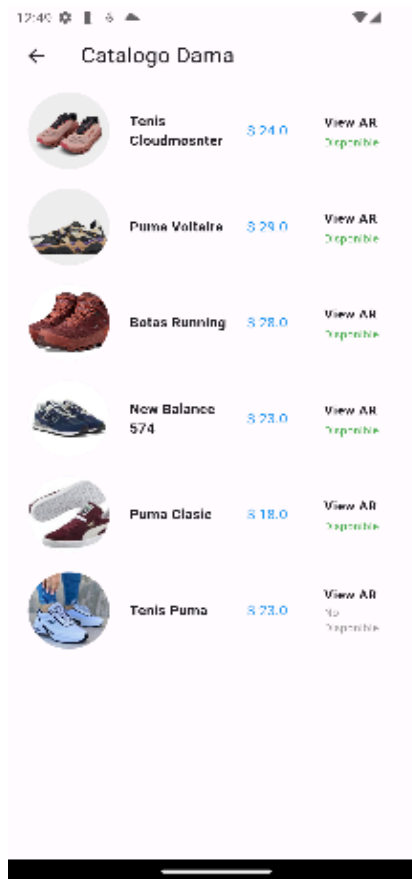 12:49
Catalogo Dama
Tenis
Cloudmøsnter
$ 24.0
View AR
Disponible
Puma Voltaire
$ 29.0
View AR
Disponible
Botas Running
$ 28.0
View AR
Disponible
New Balance
574
$ 23.0
View AR
Disponible
Puma Clasic
$ 18.0
View AR
Disponible
Tenis Puma
$ 23.0
View AR
No
Disponible